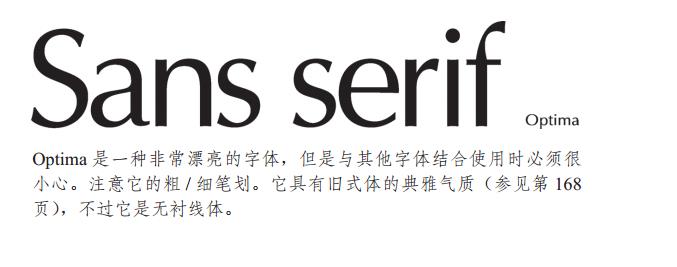 Sans serif
Optima
Optima 是一种非常漂亮的字体，但是与其他字体结合使用时必须很
小心。注意它的粗 / 细笔划。它具有旧式体的典雅气质（参见第 168
页），不过它是无衬线体。